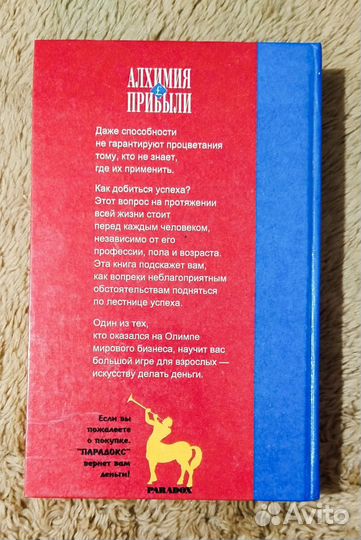 АЛХИМИЯ
£
ПРИБЫЛИ
Даже способности
не гарантируют процветания
тому, кто не знает,
где их применить.
Как добиться успеха?
Этот вопрос на протяжении
всей жизни стоит
перед каждым человеком,
независимо от его
профессии, пола и возраста.
Эта книга подскажет вам,
как вопреки неблагоприятным
обстоятельствам подняться
по лестнице успеха.
Один из тех,
кто оказался на Олимпе
мирового бизнеса, научит вас
большой игре для взрослых —
искусству делать деньги.
Если вы
пожалеете
о покупке,
"ПАРАДОКС"
вернет вам
деньги!
PARADOX
Avito